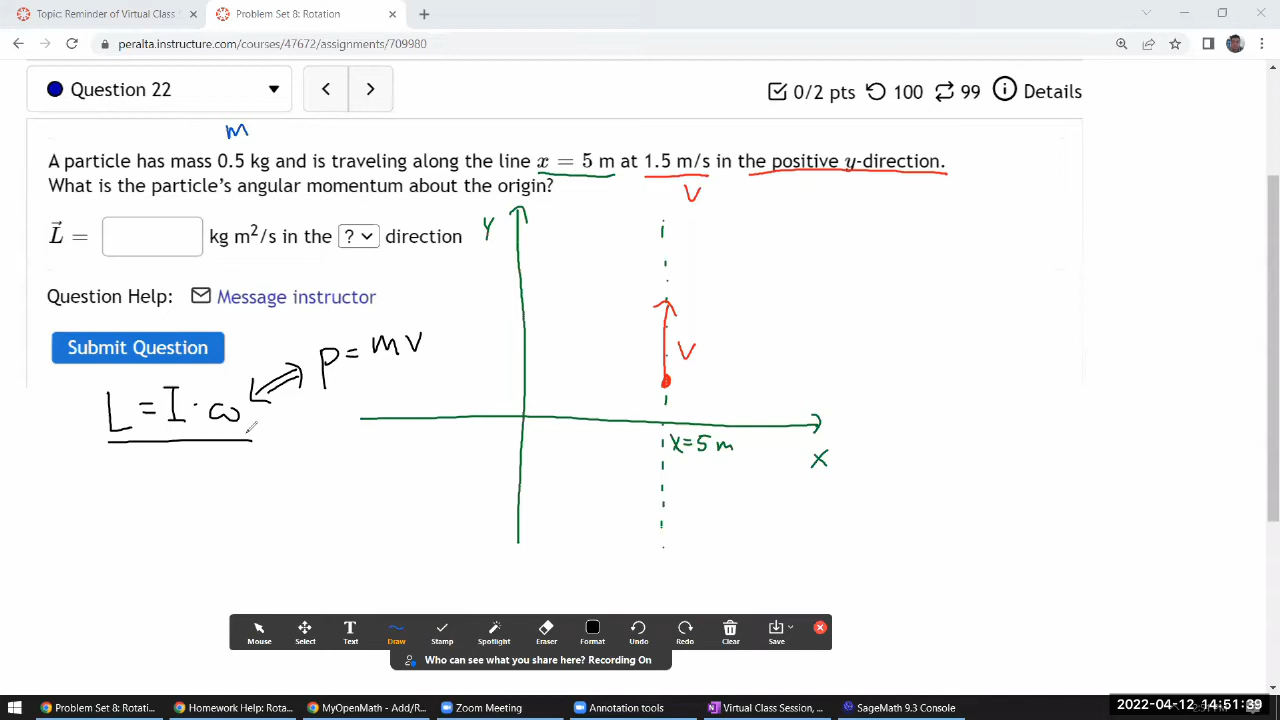 Topic: Reminder of Virtual Class
Problem Set 8: Rotation
peralta.instructure.com/courses/47672/assignments/709980
Question 22
0/2 pts 100 99 Details
m
A particle has mass 0.5 kg and is traveling along the line x = 5 m at 1.5 m/s in the positive y-direction.
v
What is the particle's angular momentum about the origin?
L⃗ = kg m²/s in the ? direction
y
Question Help: Message instructor
Submit Question
p = mv
v
L = I · ω
x=5 m
x
Mouse Select Text Draw Stamp Spotlight Eraser Format Undo Redo Clear Save
Who can see what you share here? Recording On
Problem Set 8: Rotati...
Homework Help: Rota...
MyOpenMath - Add/R...
Zoom Meeting
Annotation tools
Virtual Class Session, ...
SageMath 9.3 Console
2022-04-12 14:51:39